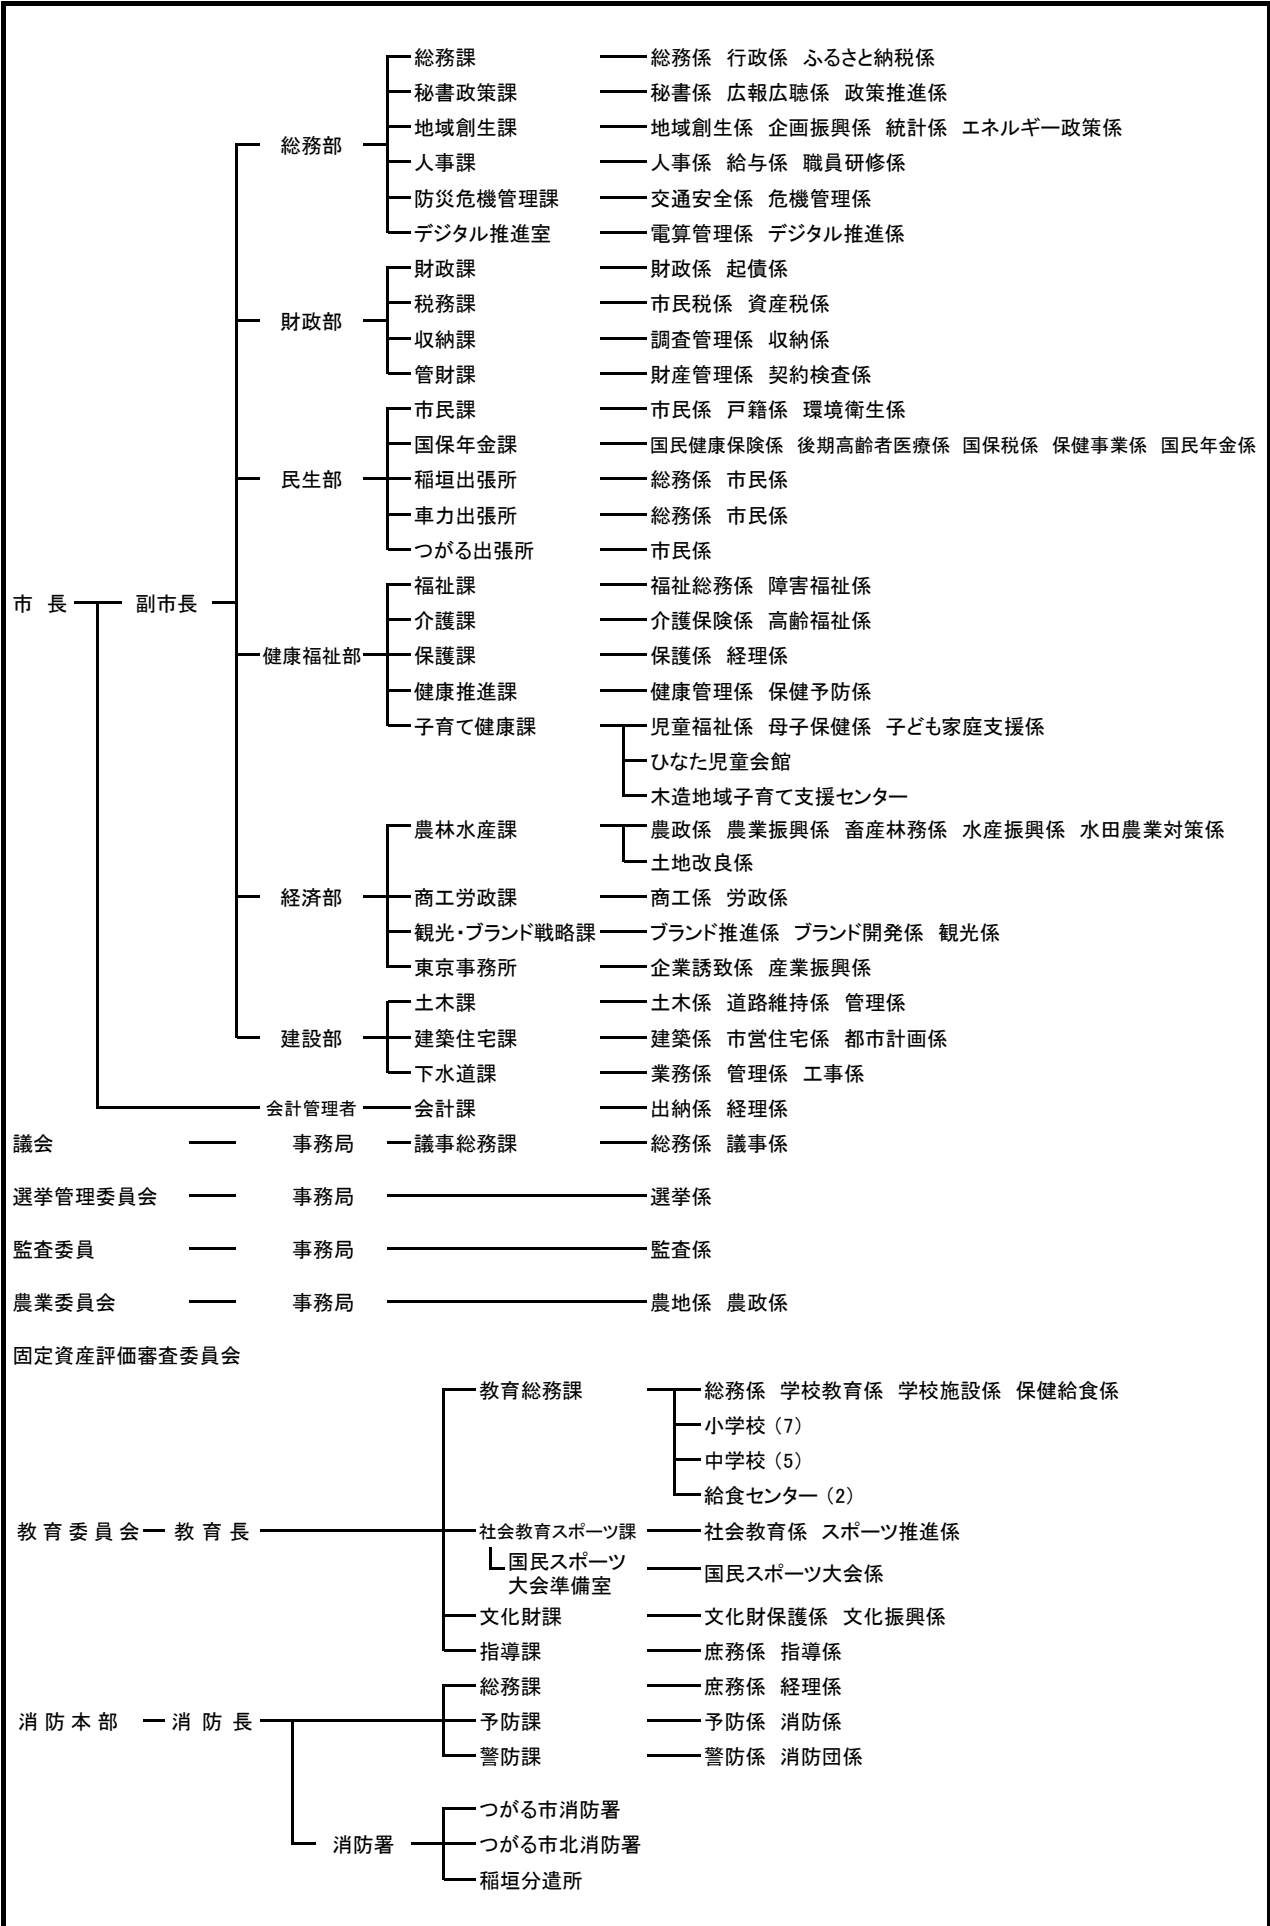 総務課 総務係 行政係 ふるさと納税係
秘書政策課 秘書係 広報広聴係 政策推進係
地域創生課 地域創生係 企画振興係 統計係 エネルギー政策係
総務部
人事課 人事係 給与係 職員研修係
防災危機管理課 交通安全係 危機管理係
デジタル推進室 電算管理係 デジタル推進係
財政課 財政係 起債係
税務課 市民税係 資産税係
財政部
収納課 調査管理係 収納係
管財課 財産管理係 契約検査係
市民課 市民係 戸籍係 環境衛生係
国保年金課 国民健康保険係 後期高齢者医療係 国保税係 保健事業係 国民年金係
民生部 稲垣出張所 総務係 市民係
車力出張所 総務係 市民係
つがる出張所 市民係
福祉課 福祉総務係 障害福祉係
市 長 副市長
介護課 介護保険係 高齢福祉係
健康福祉部 保護課 保護係 経理係
健康推進課 健康管理係 保健予防係
子育て健康課 児童福祉係 母子保健係 子ども家庭支援係
ひなた児童会館
木造地域子育て支援センター
農林水産課 農政係 農業振興係 畜産林務係 水産振興係 水田農業対策係
土地改良係
経済部 商工労政課 商工係 労政係
観光・ブランド戦略課 ブランド推進係 ブランド開発係 観光係
東京事務所 企業誘致係 産業振興係
土木課 土木係 道路維持係 管理係
建設部 建築住宅課 建築係 市営住宅係 都市計画係
下水道課 業務係 管理係 工事係
会計管理者 会計課 出納係 経理係
議会 事務局 議事総務課 総務係 議事係
選挙管理委員会 事務局 選挙係
監査委員 事務局 監査係
農業委員会 事務局 農地係 農政係
固定資産評価審査委員会
教育総務課 総務係 学校教育係 学校施設係 保健給食係
小学校（7）
中学校（5）
給食センター（2）
教育委員会 教育長 社会教育スポーツ課 社会教育係 スポーツ推進係
国民スポーツ
大会準備室 国民スポーツ大会係
文化財課 文化財保護係 文化振興係
指導課 庶務係 指導係
総務課 庶務係 経理係
消防本部 消防長 予防課 予防係 消防係
警防課 警防係 消防団係
つがる市消防署
消防署 つがる市北消防署
稲垣分遣所